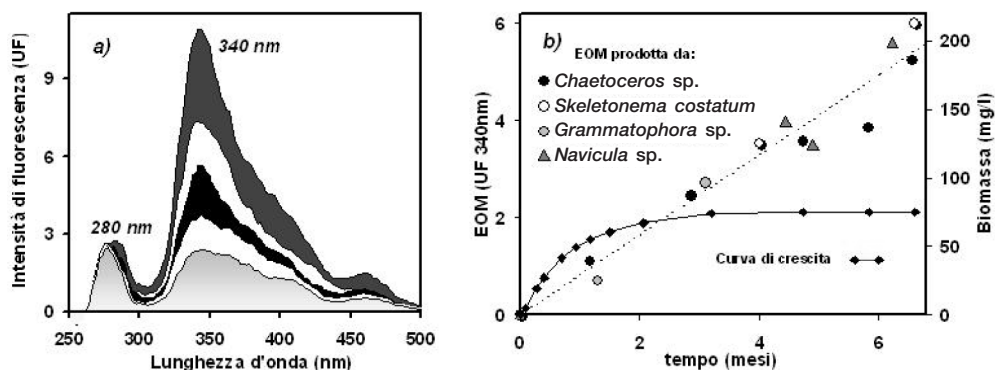 a)
340 nm
280 nm
Intensità di fluorescenza (UF)
11
9
6
3
0
250 300 350 400 450 500
Lunghezza d'onda (nm)
b)
EOM prodotta da:
Chaetoceros sp.
Skeletonema costatum
Grammatophora sp.
Navicula sp.
Curva di crescita
EOM (UF 340nm)
6
4
2
0
0 2 4 6
tempo (mesi)
200
150
100
50
0
Biomassa (mg/l)